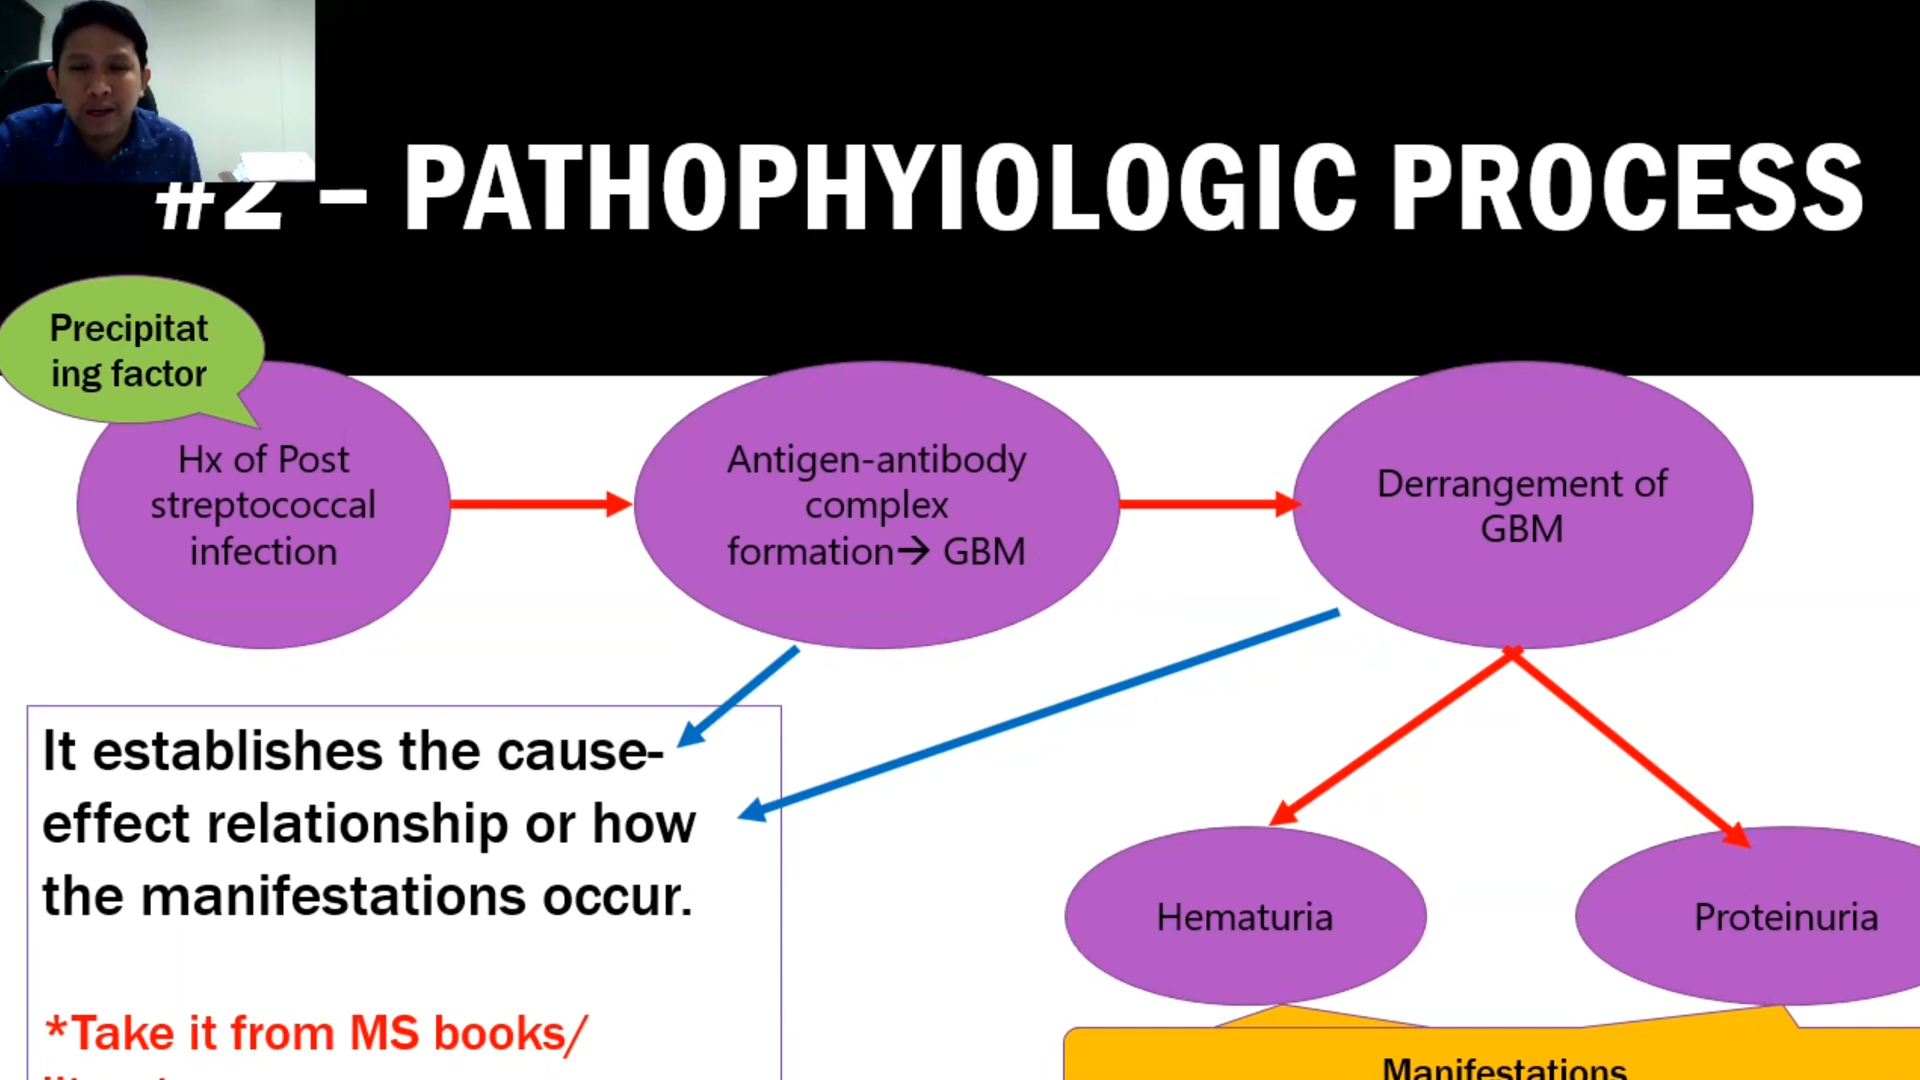 #2 – PATHOPHYIOLOGIC PROCESS
Precipitat
ing factor
Hx of Post
streptococcal
infection
Antigen-antibody
complex
formation→ GBM
Derrangement of
GBM
It establishes the cause-
effect relationship or how
the manifestations occur.
*Take it from MS books/
Hematuria
Proteinuria
Manifestations